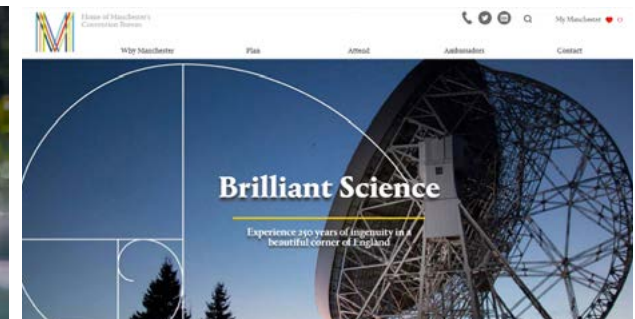 Home of Manchester's
Convention Bureau
My Manchester
Why Manchester
Plan
Attend
Ambassadors
Contact
Brilliant Science
Experience 250 years of ingenuity in a
beautiful corner of England